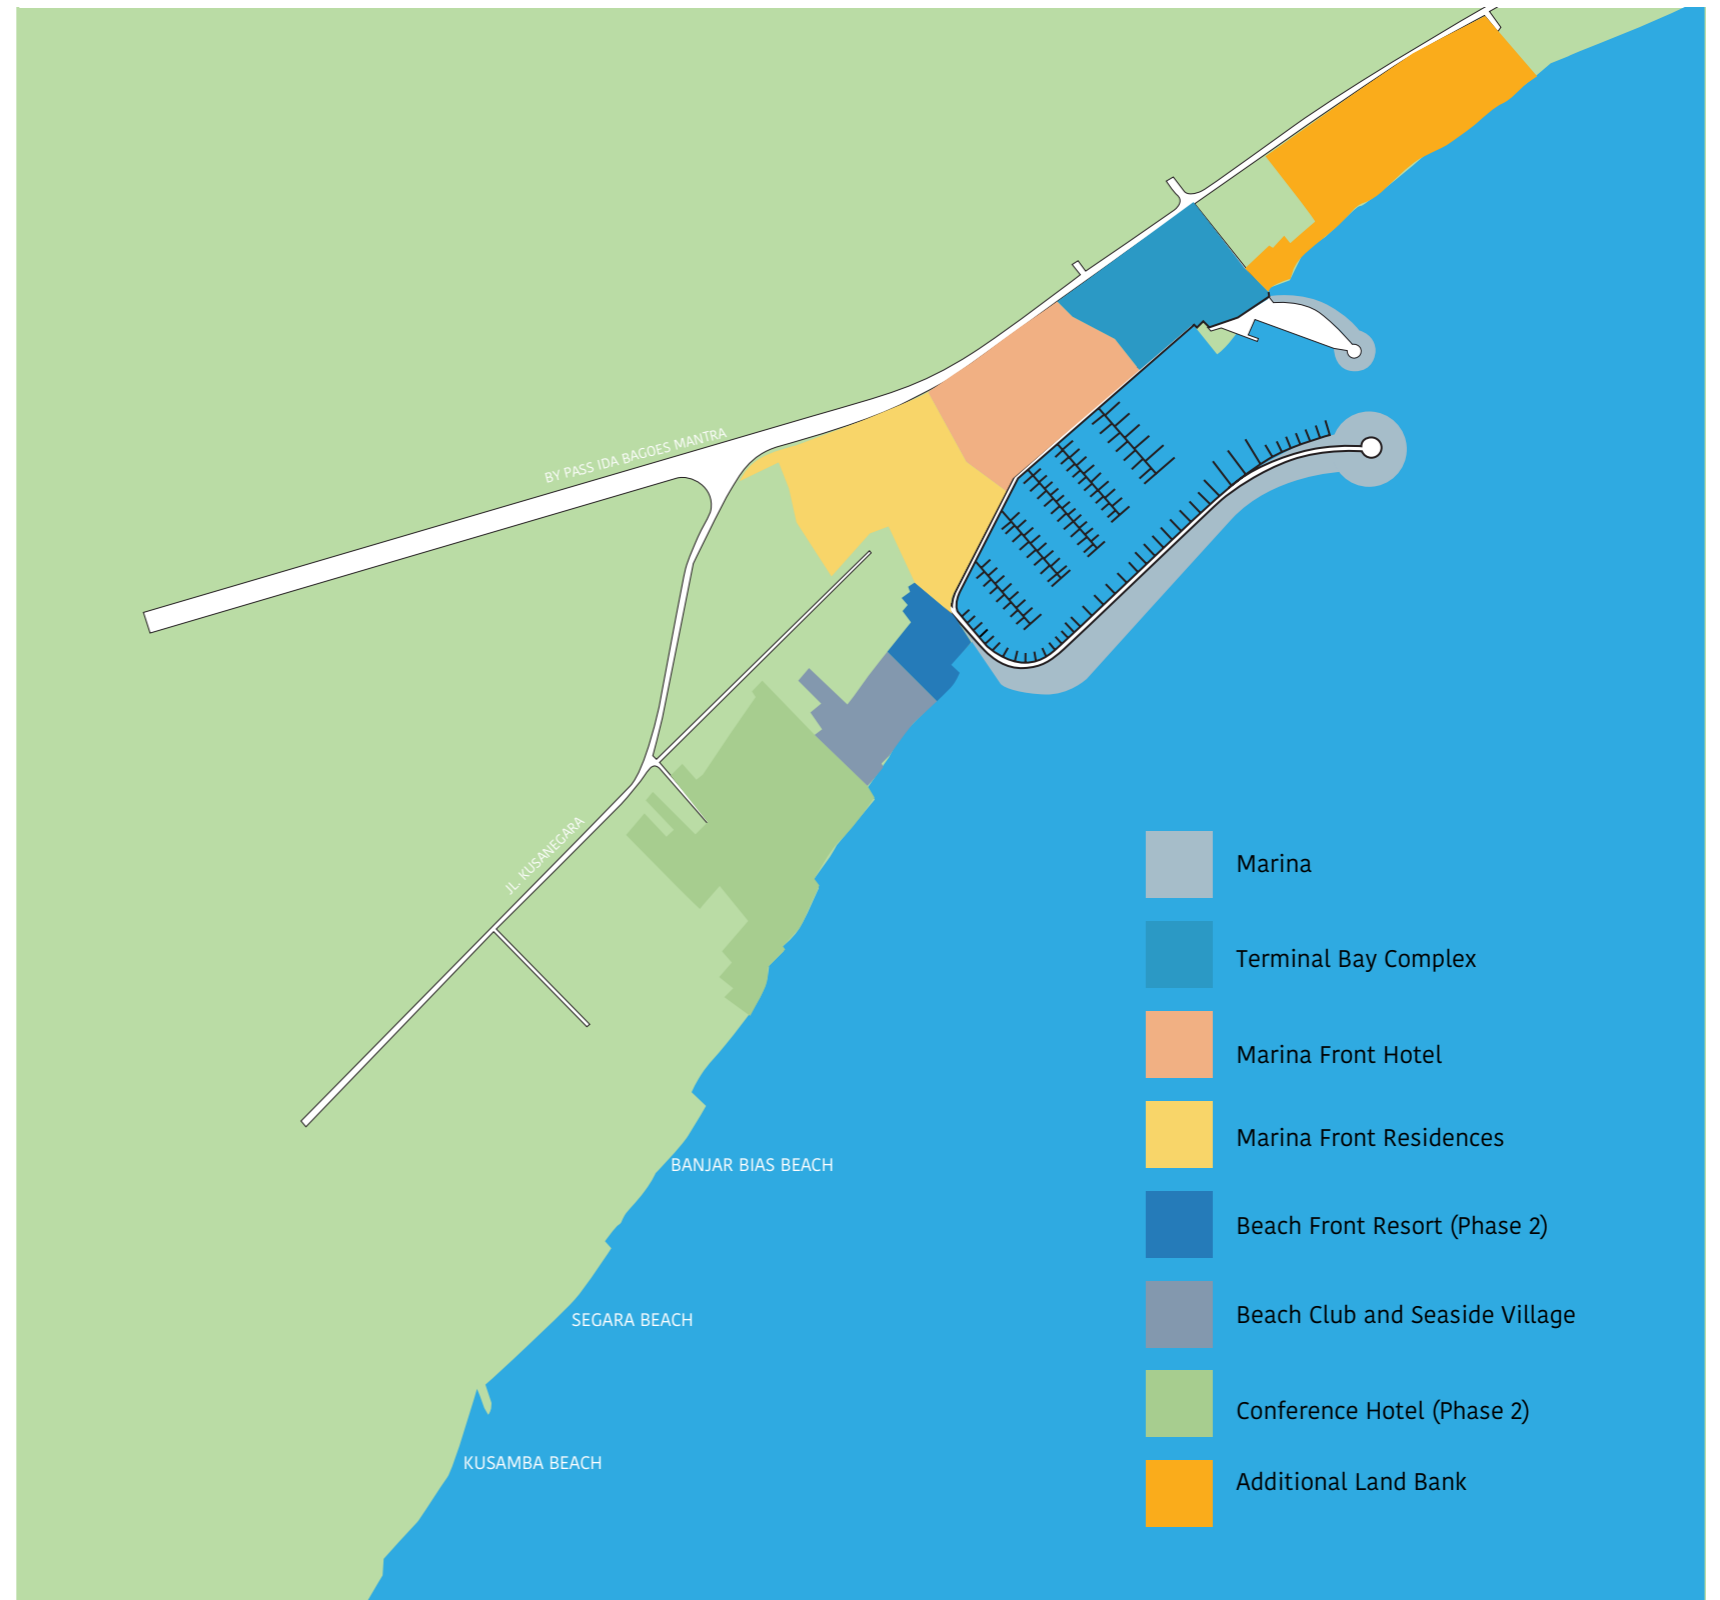 BY PASS IDA BAGOES MANTRA
JL. KUSANEGARA
Marina
Terminal Bay Complex
Marina Front Hotel
Marina Front Residences
BANJAR BIAS BEACH
Beach Front Resort (Phase 2)
SEGARA BEACH
Beach Club and Seaside Village
Conference Hotel (Phase 2)
KUSAMBA BEACH
Additional Land Bank